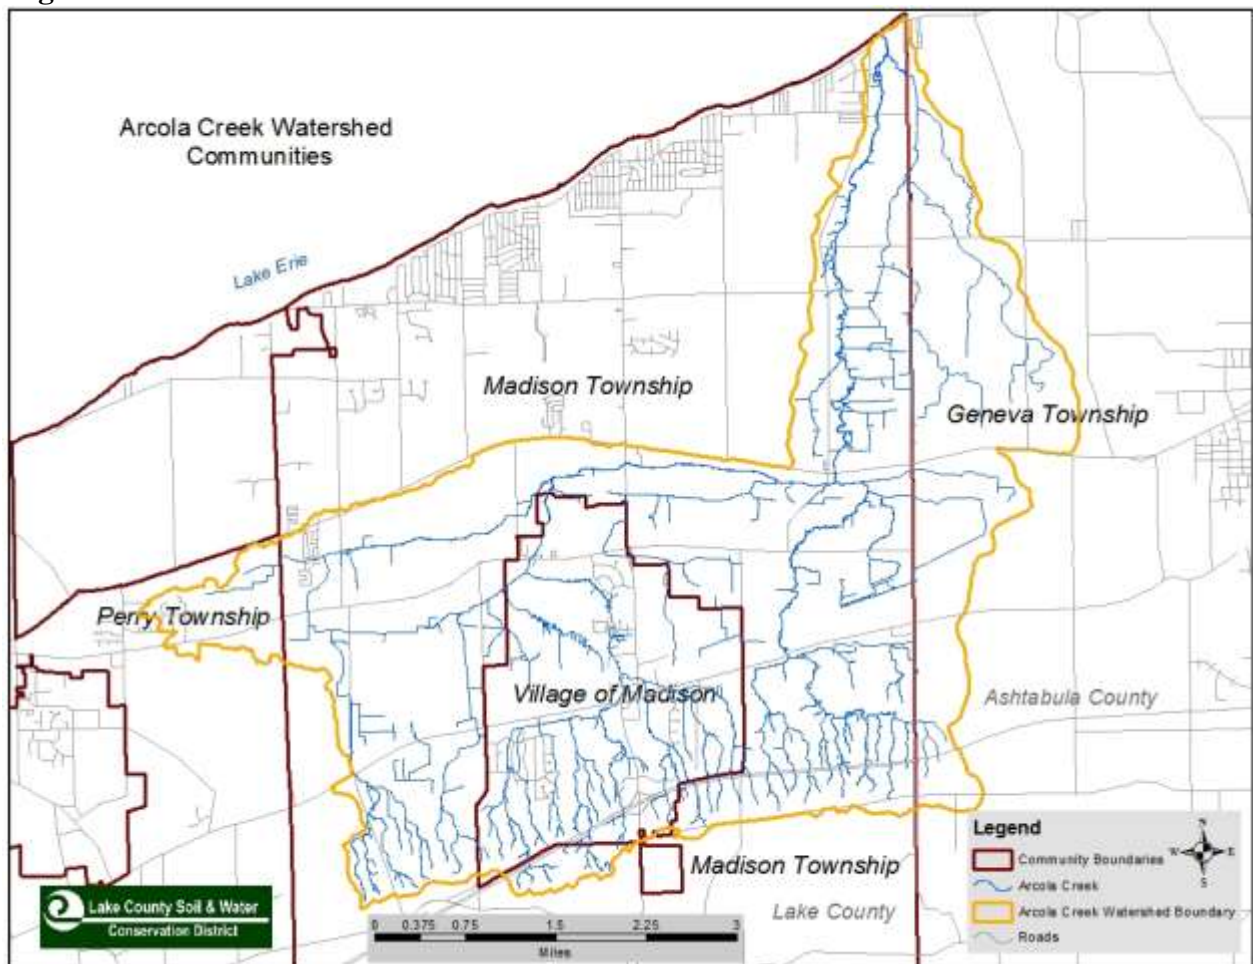 Arcola Creek Watershed
Communities
Lake Erie
Madison Township
Geneva Township
Perry Township
Village of Madison
Ashtabula County
Madison Township
Lake County
Legend
Community Boundaries
Arcola Creek
Arcola Creek Watershed Boundary
Roads
N
W E
S
Lake County Soil & Water
Conservation District
0 0.375 0.75 1.5 2.25 3
Miles